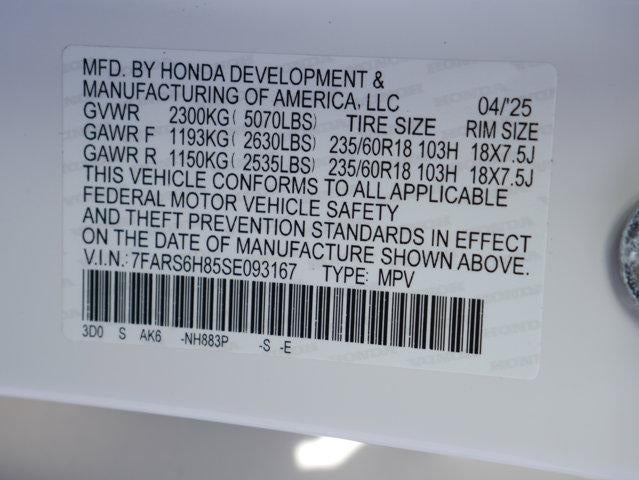 MFD. BY HONDA DEVELOPMENT &
MANUFACTURING OF AMERICA, LLC 04/'25
GVWR 2300KG( 5070LBS) TIRE SIZE RIM SIZE
GAWR F 1193KG( 2630LBS) 235/60R18 103H 18X7.5J
GAWR R 1150KG( 2535LBS) 235/60R18 103H 18X7.5J
THIS VEHICLE CONFORMS TO ALL APPLICABLE
FEDERAL MOTOR VEHICLE SAFETY
AND THEFT PREVENTION STANDARDS IN EFFECT
ON THE DATE OF MANUFACTURE SHOWN ABOVE.
V.I.N.: 7FARS6H85SE093167 TYPE: MPV
3D0 S AK6 -NH883P -S -E